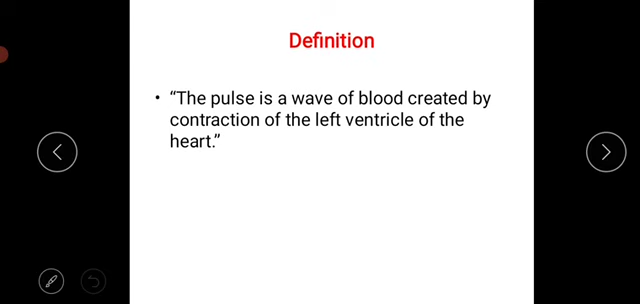 Definition
• “The pulse is a wave of blood created by
contraction of the left ventricle of the
heart.”